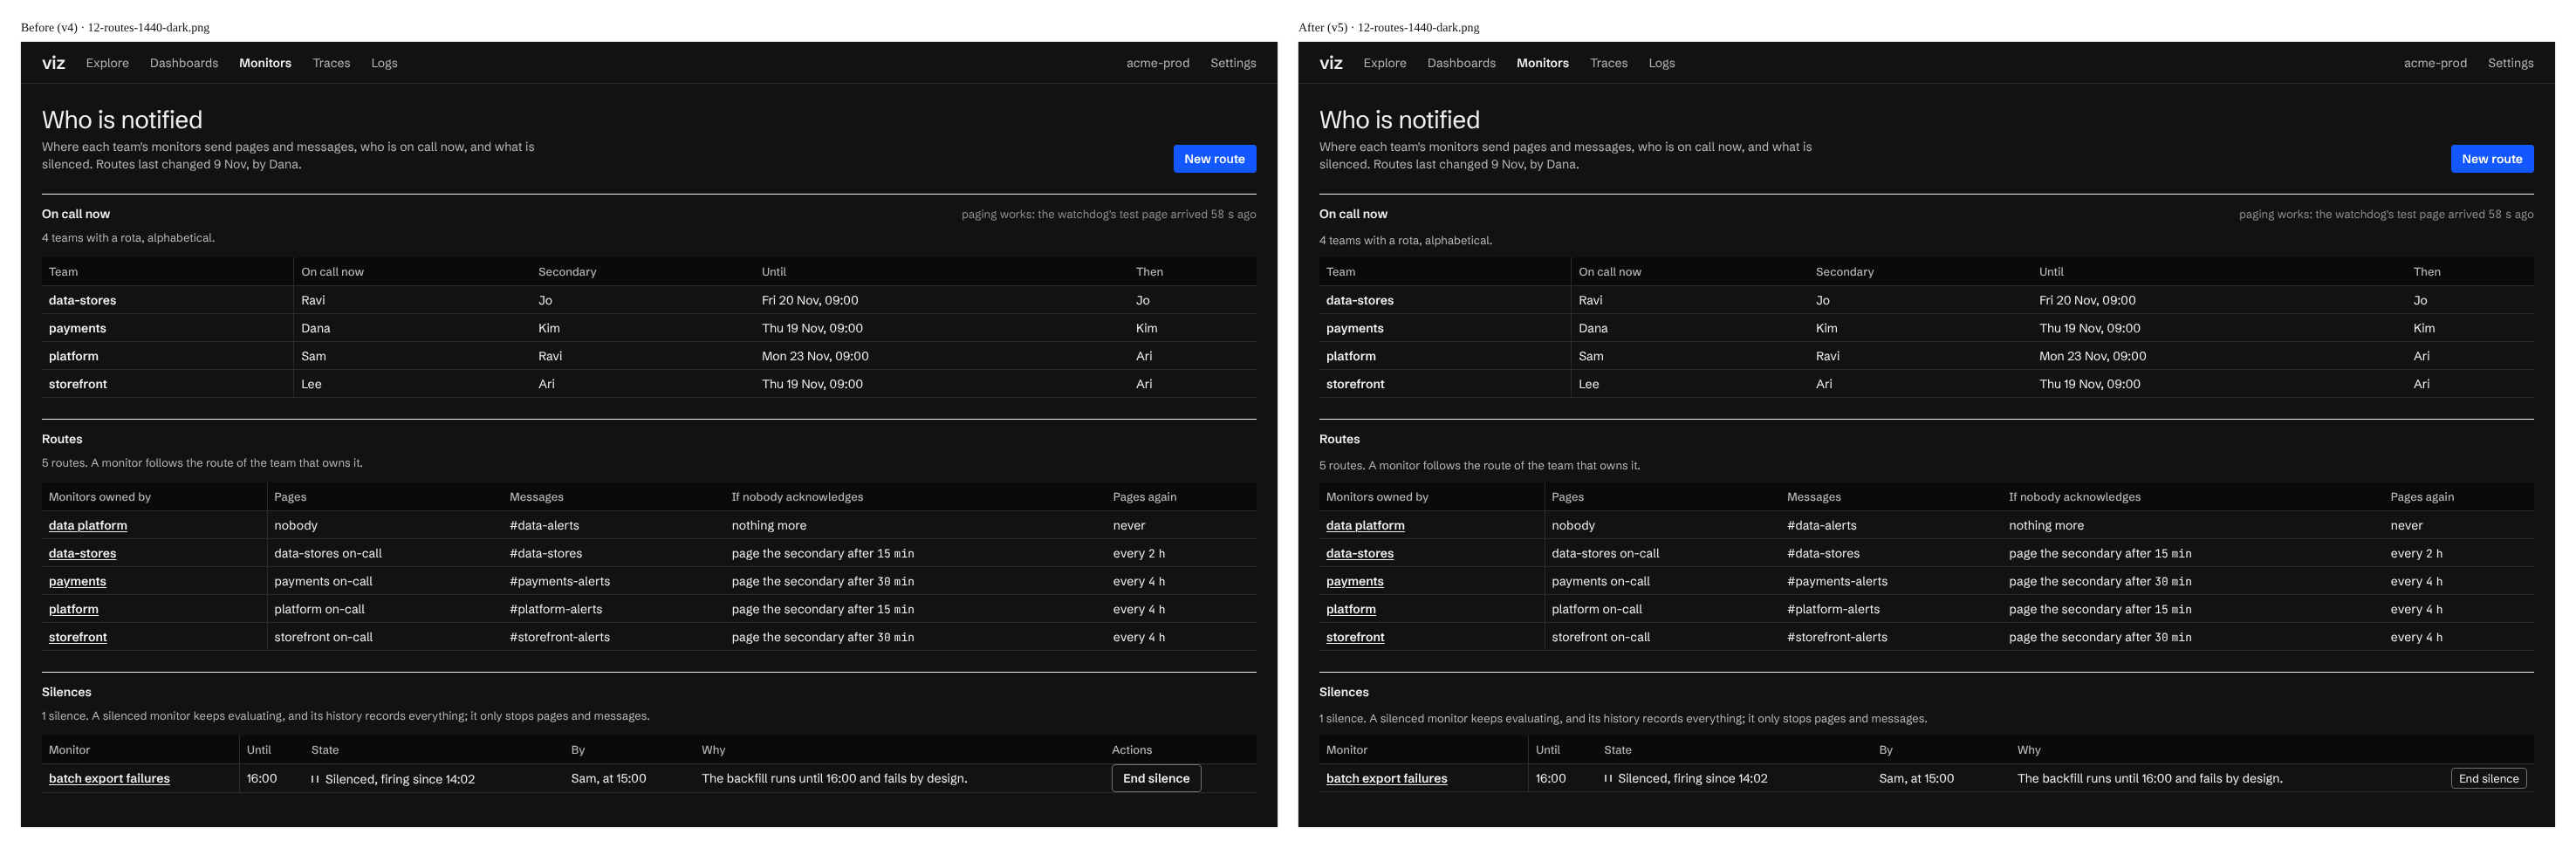 Before (v4) · 12-routes-1440-dark.png
viz Explore Dashboards Monitors Traces Logs acme-prod Settings
Who is notified
Where each team's monitors send pages and messages, who is on call now, and what is
silenced. Routes last changed 9 Nov, by Dana.
New route
On call now paging works: the watchdog's test page arrived 58 s ago
4 teams with a rota, alphabetical.
Team On call now Secondary Until Then
data-stores Ravi Jo Fri 20 Nov, 09:00 Jo
payments Dana Kim Thu 19 Nov, 09:00 Kim
platform Sam Ravi Mon 23 Nov, 09:00 Ari
storefront Lee Ari Thu 19 Nov, 09:00 Ari
Routes
5 routes. A monitor follows the route of the team that owns it.
Monitors owned by Pages Messages If nobody acknowledges Pages again
data platform nobody #data-alerts nothing more never
data-stores data-stores on-call #data-stores page the secondary after 15 min every 2 h
payments payments on-call #payments-alerts page the secondary after 30 min every 4 h
platform platform on-call #platform-alerts page the secondary after 15 min every 4 h
storefront storefront on-call #storefront-alerts page the secondary after 30 min every 4 h
Silences
1 silence. A silenced monitor keeps evaluating, and its history records everything; it only stops pages and messages.
Monitor Until State By Why Actions
batch export failures 16:00 Silenced, firing since 14:02 Sam, at 15:00 The backfill runs until 16:00 and fails by design. End silence
After (v5) · 12-routes-1440-dark.png
viz Explore Dashboards Monitors Traces Logs acme-prod Settings
Who is notified
Where each team's monitors send pages and messages, who is on call now, and what is
silenced. Routes last changed 9 Nov, by Dana.
New route
On call now paging works: the watchdog's test page arrived 58 s ago
4 teams with a rota, alphabetical.
Team On call now Secondary Until Then
data-stores Ravi Jo Fri 20 Nov, 09:00 Jo
payments Dana Kim Thu 19 Nov, 09:00 Kim
platform Sam Ravi Mon 23 Nov, 09:00 Ari
storefront Lee Ari Thu 19 Nov, 09:00 Ari
Routes
5 routes. A monitor follows the route of the team that owns it.
Monitors owned by Pages Messages If nobody acknowledges Pages again
data platform nobody #data-alerts nothing more never
data-stores data-stores on-call #data-stores page the secondary after 15 min every 2 h
payments payments on-call #payments-alerts page the secondary after 30 min every 4 h
platform platform on-call #platform-alerts page the secondary after 15 min every 4 h
storefront storefront on-call #storefront-alerts page the secondary after 30 min every 4 h
Silences
1 silence. A silenced monitor keeps evaluating, and its history records everything; it only stops pages and messages.
Monitor Until State By Why
batch export failures 16:00 Silenced, firing since 14:02 Sam, at 15:00 The backfill runs until 16:00 and fails by design. End silence